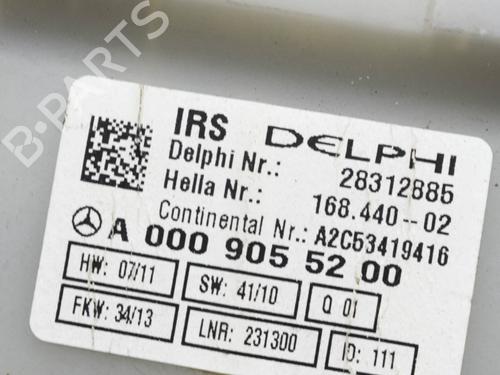 B-PARTS
IRS DELPHI
Delphi Nr.: 28312885
Hella Nr.: 168.440--02
Continental Nr.: A2C53419416
A 000 905 52 00
HW: 07/11 SW: 41/10 Q 01
FKW: 34/13 LNR: 231300 ID: 111